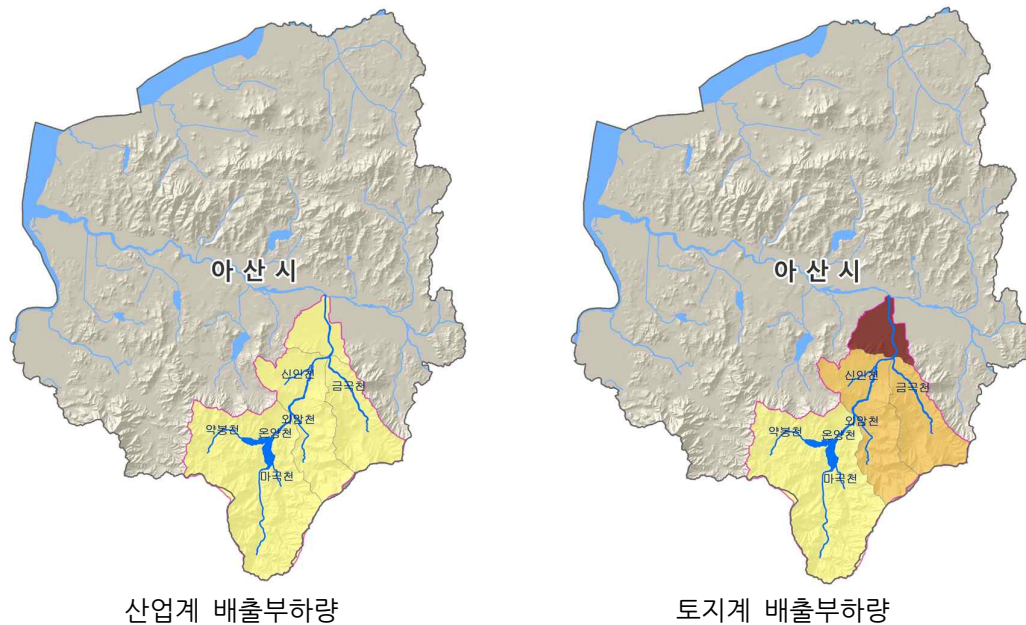 아산시
신인천
금곡천
외암천
약봉천
온양천
마곡천
산업계 배출부하량
아산시
신인천
금곡천
외암천
약봉천
온양천
마곡천
토지계 배출부하량